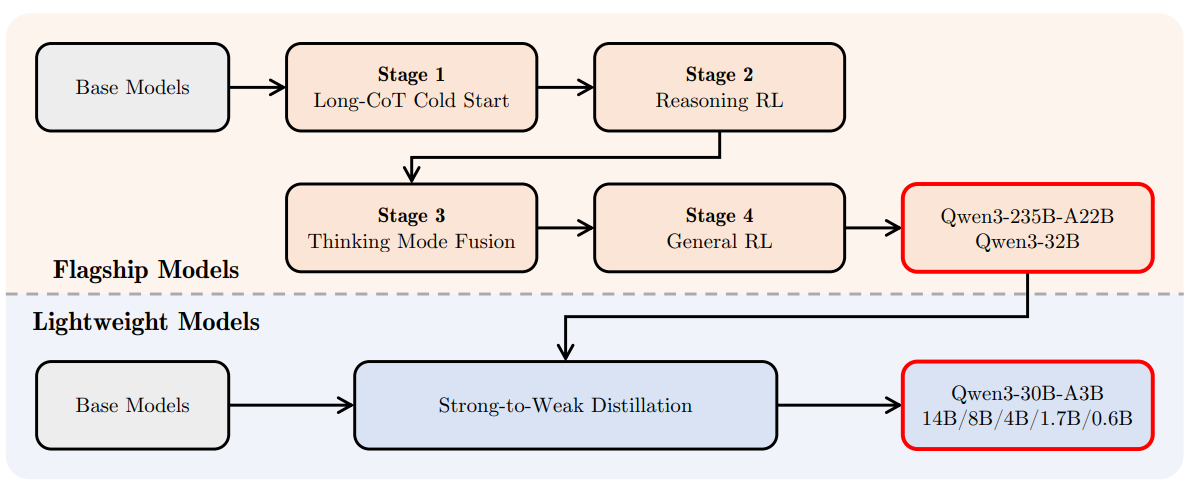 Base Models
Stage 1
Long-CoT Cold Start
Stage 2
Reasoning RL
Stage 3
Thinking Mode Fusion
Stage 4
General RL
Qwen3-235B-A22B
Qwen3-32B
Flagship Models
Lightweight Models
Base Models
Strong-to-Weak Distillation
Qwen3-30B-A3B
14B/8B/4B/1.7B/0.6B